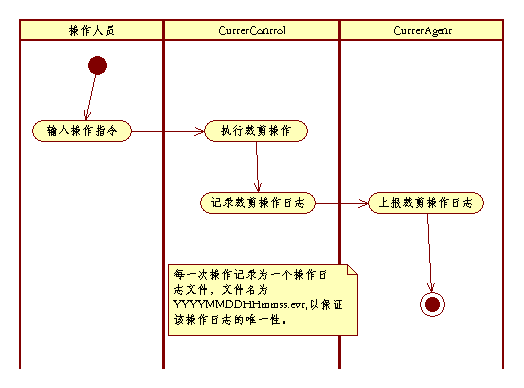 操作人员
CutterControl
CutterAgent
输入操作指令
执行裁剪操作
记录裁剪操作日志
上报裁剪操作日志
每一次操作记录为一个操作日
志文件，文件名为
YYYYMMDDHHmmss.evt,以保证
该操作日志的唯一性。